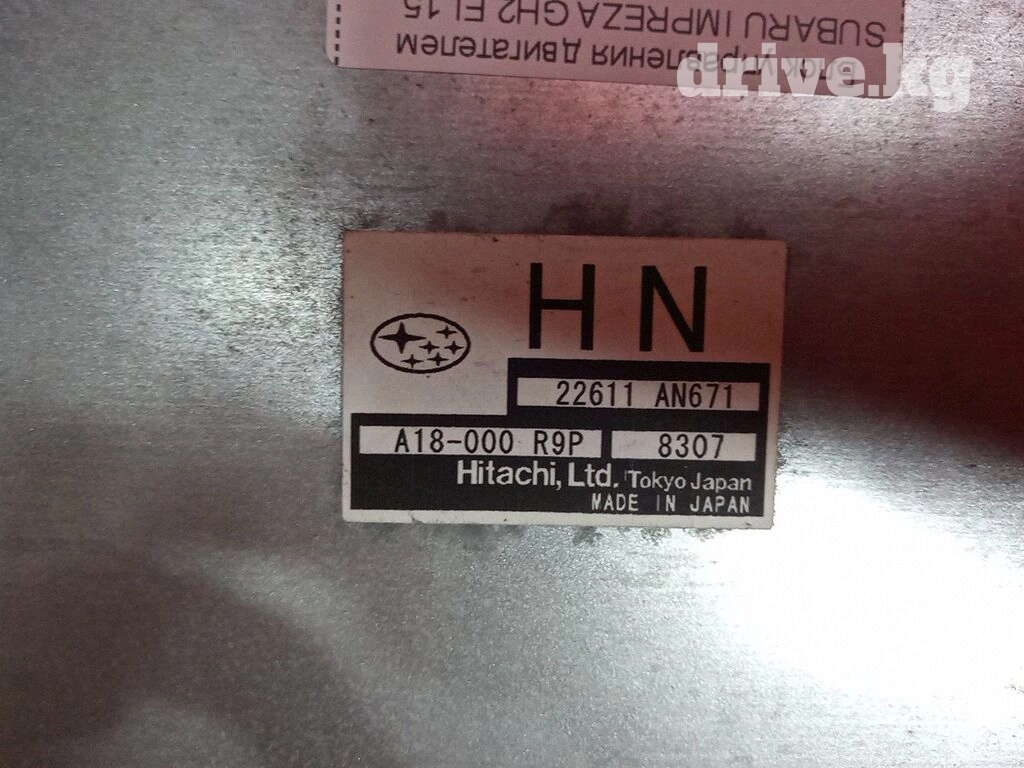 Блок управления двигателем
SUBARU IMPREZA GH2 EL15
drive.kg
HN
22611 AN671
A18-000 R9P 8307
Hitachi, Ltd. Tokyo Japan
MADE IN JAPAN